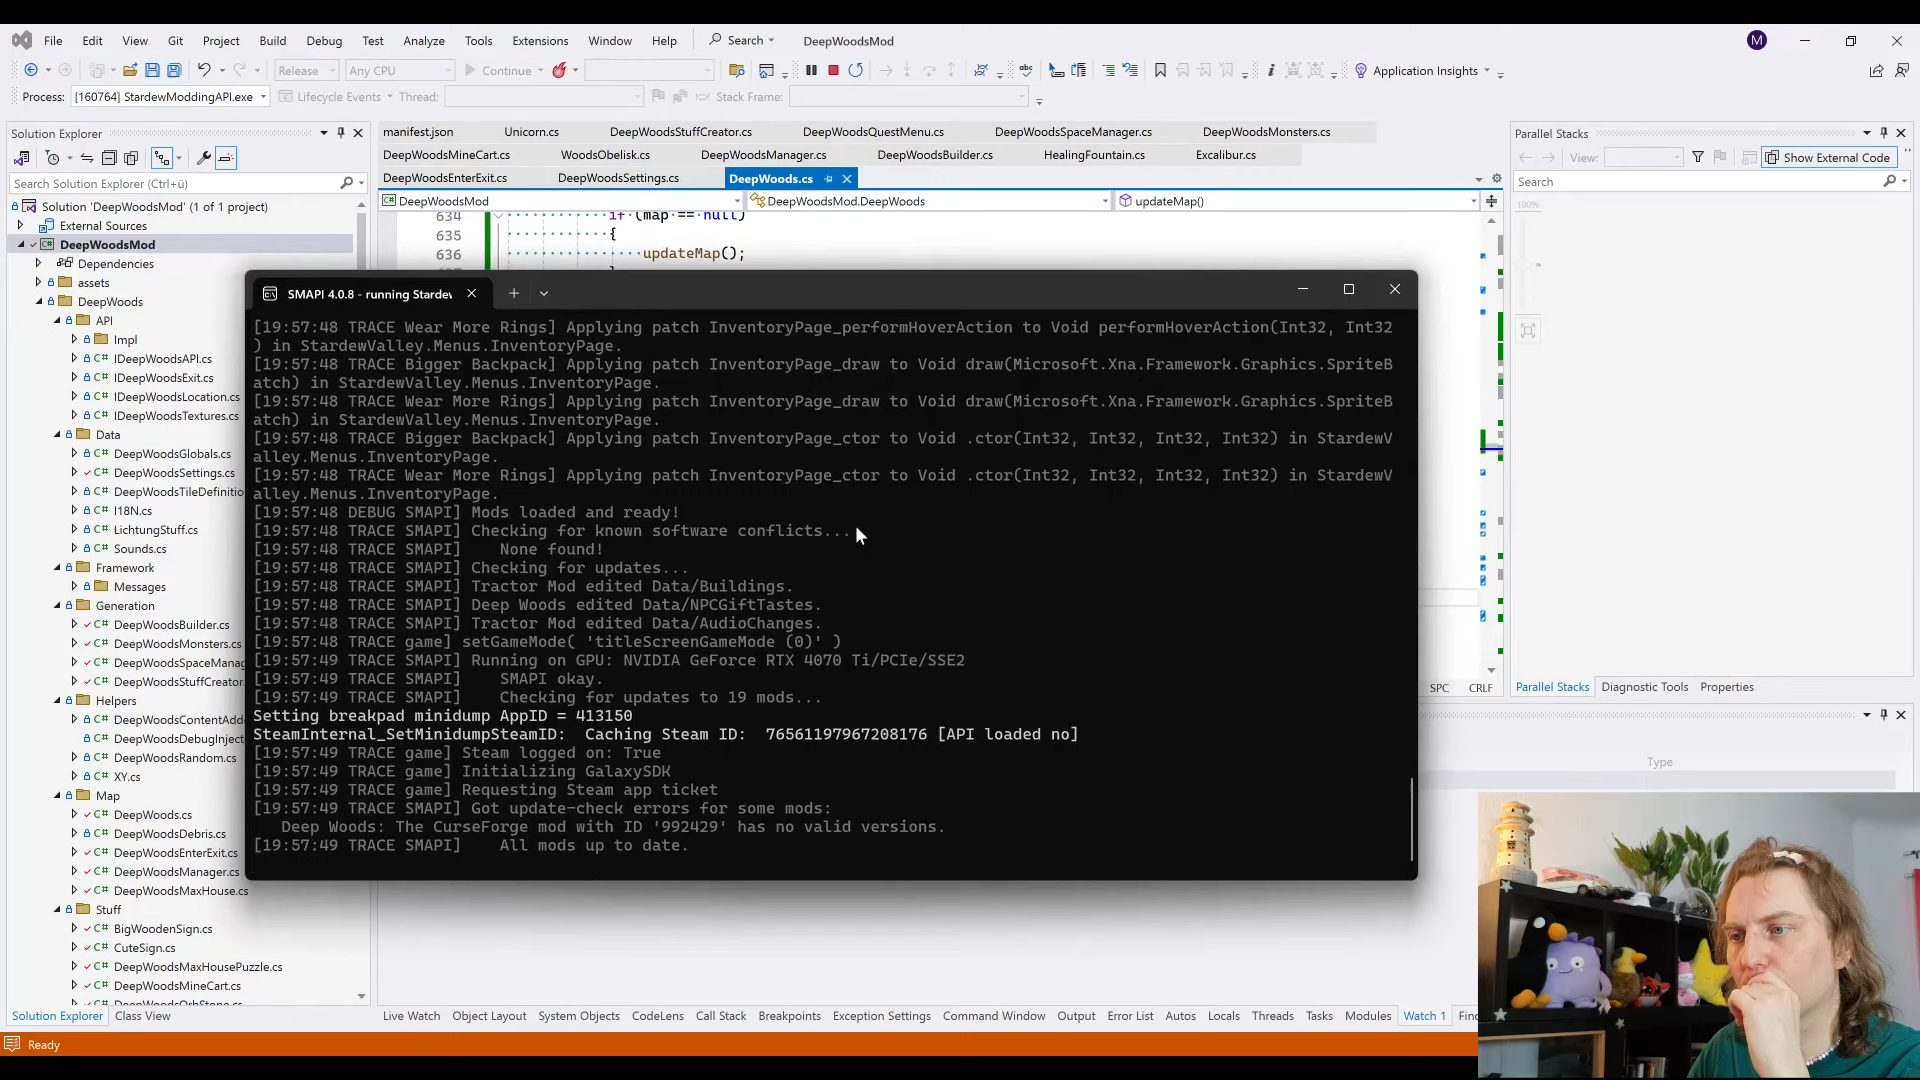 File Edit View Git Project Build Debug Test Analyze Tools Extensions Window Help Search DeepWoodsMod M
Release Any CPU Continue Application Insights
Process: [160764] StardewModdingAPI.exe Lifecycle Events Thread: Stack Frame:
Solution Explorer
Search Solution Explorer (Ctrl+ü)
Solution 'DeepWoodsMod' (1 of 1 project)
External Sources
DeepWoodsMod
Dependencies
assets
DeepWoods
API
Impl
IDeepWoodsAPI.cs
IDeepWoodsExit.cs
IDeepWoodsLocation.cs
IDeepWoodsTextures.cs
Data
DeepWoodsGlobals.cs
DeepWoodsSettings.cs
DeepWoodsTileDefinitio
I18N.cs
LichtungStuff.cs
Sounds.cs
Framework
Messages
Generation
DeepWoodsBuilder.cs
DeepWoodsMonsters.cs
DeepWoodsSpaceManag
DeepWoodsStuffCreator.
Helpers
DeepWoodsContentAdd
DeepWoodsDebugInject
DeepWoodsRandom.cs
XY.cs
Map
DeepWoods.cs
DeepWoodsDebris.cs
DeepWoodsEnterExit.cs
DeepWoodsManager.cs
DeepWoodsMaxHouse.cs
Stuff
BigWoodenSign.cs
CuteSign.cs
DeepWoodsMaxHousePuzzle.cs
DeepWoodsMineCart.cs
DeepWoodsOrbStone.cs
Solution Explorer Class View
manifest.json Unicorn.cs DeepWoodsStuffCreator.cs DeepWoodsQuestMenu.cs DeepWoodsSpaceManager.cs DeepWoodsMonsters.cs
DeepWoodsMineCart.cs WoodsObelisk.cs DeepWoodsManager.cs DeepWoodsBuilder.cs HealingFountain.cs Excalibur.cs
DeepWoodsEnterExit.cs DeepWoodsSettings.cs DeepWoods.cs
DeepWoodsMod DeepWoodsMod.DeepWoods updateMap()
634 if (map == null)
635 {
636 updateMap();
SMAPI 4.0.8 - running Stardev
[19:57:48 TRACE Wear More Rings] Applying patch InventoryPage_performHoverAction to Void performHoverAction(Int32, Int32
) in StardewValley.Menus.InventoryPage.
[19:57:48 TRACE Bigger Backpack] Applying patch InventoryPage_draw to Void draw(Microsoft.Xna.Framework.Graphics.SpriteB
atch) in StardewValley.Menus.InventoryPage.
[19:57:48 TRACE Wear More Rings] Applying patch InventoryPage_draw to Void draw(Microsoft.Xna.Framework.Graphics.SpriteB
atch) in StardewValley.Menus.InventoryPage.
[19:57:48 TRACE Bigger Backpack] Applying patch InventoryPage_ctor to Void .ctor(Int32, Int32, Int32, Int32) in StardewV
alley.Menus.InventoryPage.
[19:57:48 TRACE Wear More Rings] Applying patch InventoryPage_ctor to Void .ctor(Int32, Int32, Int32, Int32) in StardewV
alley.Menus.InventoryPage.
[19:57:48 DEBUG SMAPI] Mods loaded and ready!
[19:57:48 TRACE SMAPI] Checking for known software conflicts...
[19:57:48 TRACE SMAPI] None found!
[19:57:48 TRACE SMAPI] Checking for updates...
[19:57:48 TRACE SMAPI] Tractor Mod edited Data/Buildings.
[19:57:48 TRACE SMAPI] Deep Woods edited Data/NPCGiftTastes.
[19:57:48 TRACE SMAPI] Tractor Mod edited Data/AudioChanges.
[19:57:48 TRACE game] setGameMode( 'titleScreenGameMode (0)' )
[19:57:49 TRACE SMAPI] Running on GPU: NVIDIA GeForce RTX 4070 Ti/PCIe/SSE2
[19:57:49 TRACE SMAPI] SMAPI okay.
[19:57:49 TRACE SMAPI] Checking for updates to 19 mods...
Setting breakpad minidump AppID = 413150
SteamInternal_SetMinidumpSteamID: Caching Steam ID: 76561197967208176 [API loaded no]
[19:57:49 TRACE game] Steam logged on: True
[19:57:49 TRACE game] Initializing GalaxySDK
[19:57:49 TRACE game] Requesting Steam app ticket
[19:57:49 TRACE SMAPI] Got update-check errors for some mods:
Deep Woods: The CurseForge mod with ID '992429' has no valid versions.
[19:57:49 TRACE SMAPI] All mods up to date.
SPC CRLF
Parallel Stacks
View: Show External Code
Search
100%
Parallel Stacks Diagnostic Tools Properties
Type
Live Watch Object Layout System Objects CodeLens Call Stack Breakpoints Exception Settings Command Window Output Error List Autos Locals Threads Tasks Modules Watch 1 Fin
Ready